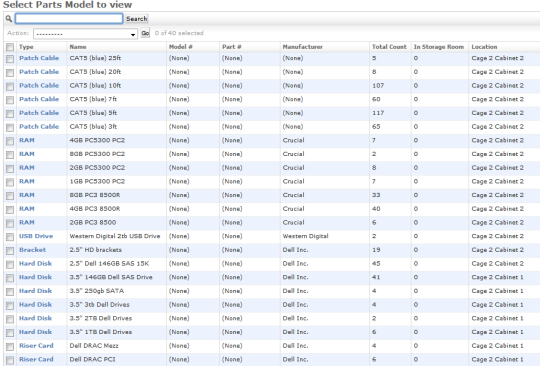 Select Parts Model to view
Search
Action: --------- Go 0 of 40 selected
Type Name Model # Part # Manufacturer Total Count In Storage Room Location
Patch Cable CAT5 (blue) 25ft (None) (None) (None) 5 0 Cage 2 Cabinet 2
Patch Cable CAT5 (blue) 20ft (None) (None) (None) 8 0 Cage 2 Cabinet 2
Patch Cable CAT5 (blue) 10ft (None) (None) (None) 107 0 Cage 2 Cabinet 2
Patch Cable CAT5 (blue) 7ft (None) (None) (None) 60 0 Cage 2 Cabinet 2
Patch Cable CAT5 (blue) 5ft (None) (None) (None) 117 0 Cage 2 Cabinet 2
Patch Cable CAT5 (blue) 3ft (None) (None) (None) 65 0 Cage 2 Cabinet 2
RAM 4GB PC5300 PC2 (None) (None) Crucial 7 0 Cage 2 Cabinet 2
RAM 8GB PC5300 PC2 (None) (None) Crucial 2 0 Cage 2 Cabinet 2
RAM 2GB PC5300 PC2 (None) (None) Crucial 8 0 Cage 2 Cabinet 2
RAM 1GB PC5300 PC2 (None) (None) Crucial 7 0 Cage 2 Cabinet 2
RAM 8GB PC3 8500R (None) (None) Crucial 33 0 Cage 2 Cabinet 2
RAM 4GB PC3 8500R (None) (None) Crucial 40 0 Cage 2 Cabinet 2
RAM 2GB PC3 8500 (None) (None) Crucial 6 0 Cage 2 Cabinet 2
USB Drive Western Digital 2tb USB Drive (None) (None) Western Digital 2 0 Cage 2 Cabinet 2
Bracket 2.5" HD brackets (None) (None) Dell Inc. 19 0 Cage 2 Cabinet 2
Hard Disk 2.5" Dell 146GB SAS 15K (None) (None) Dell Inc. 45 0 Cage 2 Cabinet 2
Hard Disk 3.5" 146GB Dell SAS Drive (None) (None) Dell Inc. 41 0 Cage 2 Cabinet 1
Hard Disk 3.5" 250gb SATA (None) (None) Dell Inc. 4 0 Cage 2 Cabinet 1
Hard Disk 3.5" 3tb Dell Drives (None) (None) Dell Inc. 4 0 Cage 2 Cabinet 1
Hard Disk 3.5" 2TB Dell Drives (None) (None) Dell Inc. 2 0 Cage 2 Cabinet 1
Hard Disk 3.5" 1TB Dell Drives (None) (None) Dell Inc. 6 0 Cage 2 Cabinet 1
Riser Card Dell DRAC Mezz (None) (None) Dell Inc. 4 0 Cage 2 Cabinet 1
Riser Card Dell DRAC PCI (None) (None) Dell Inc. 6 0 Cage 2 Cabinet 1